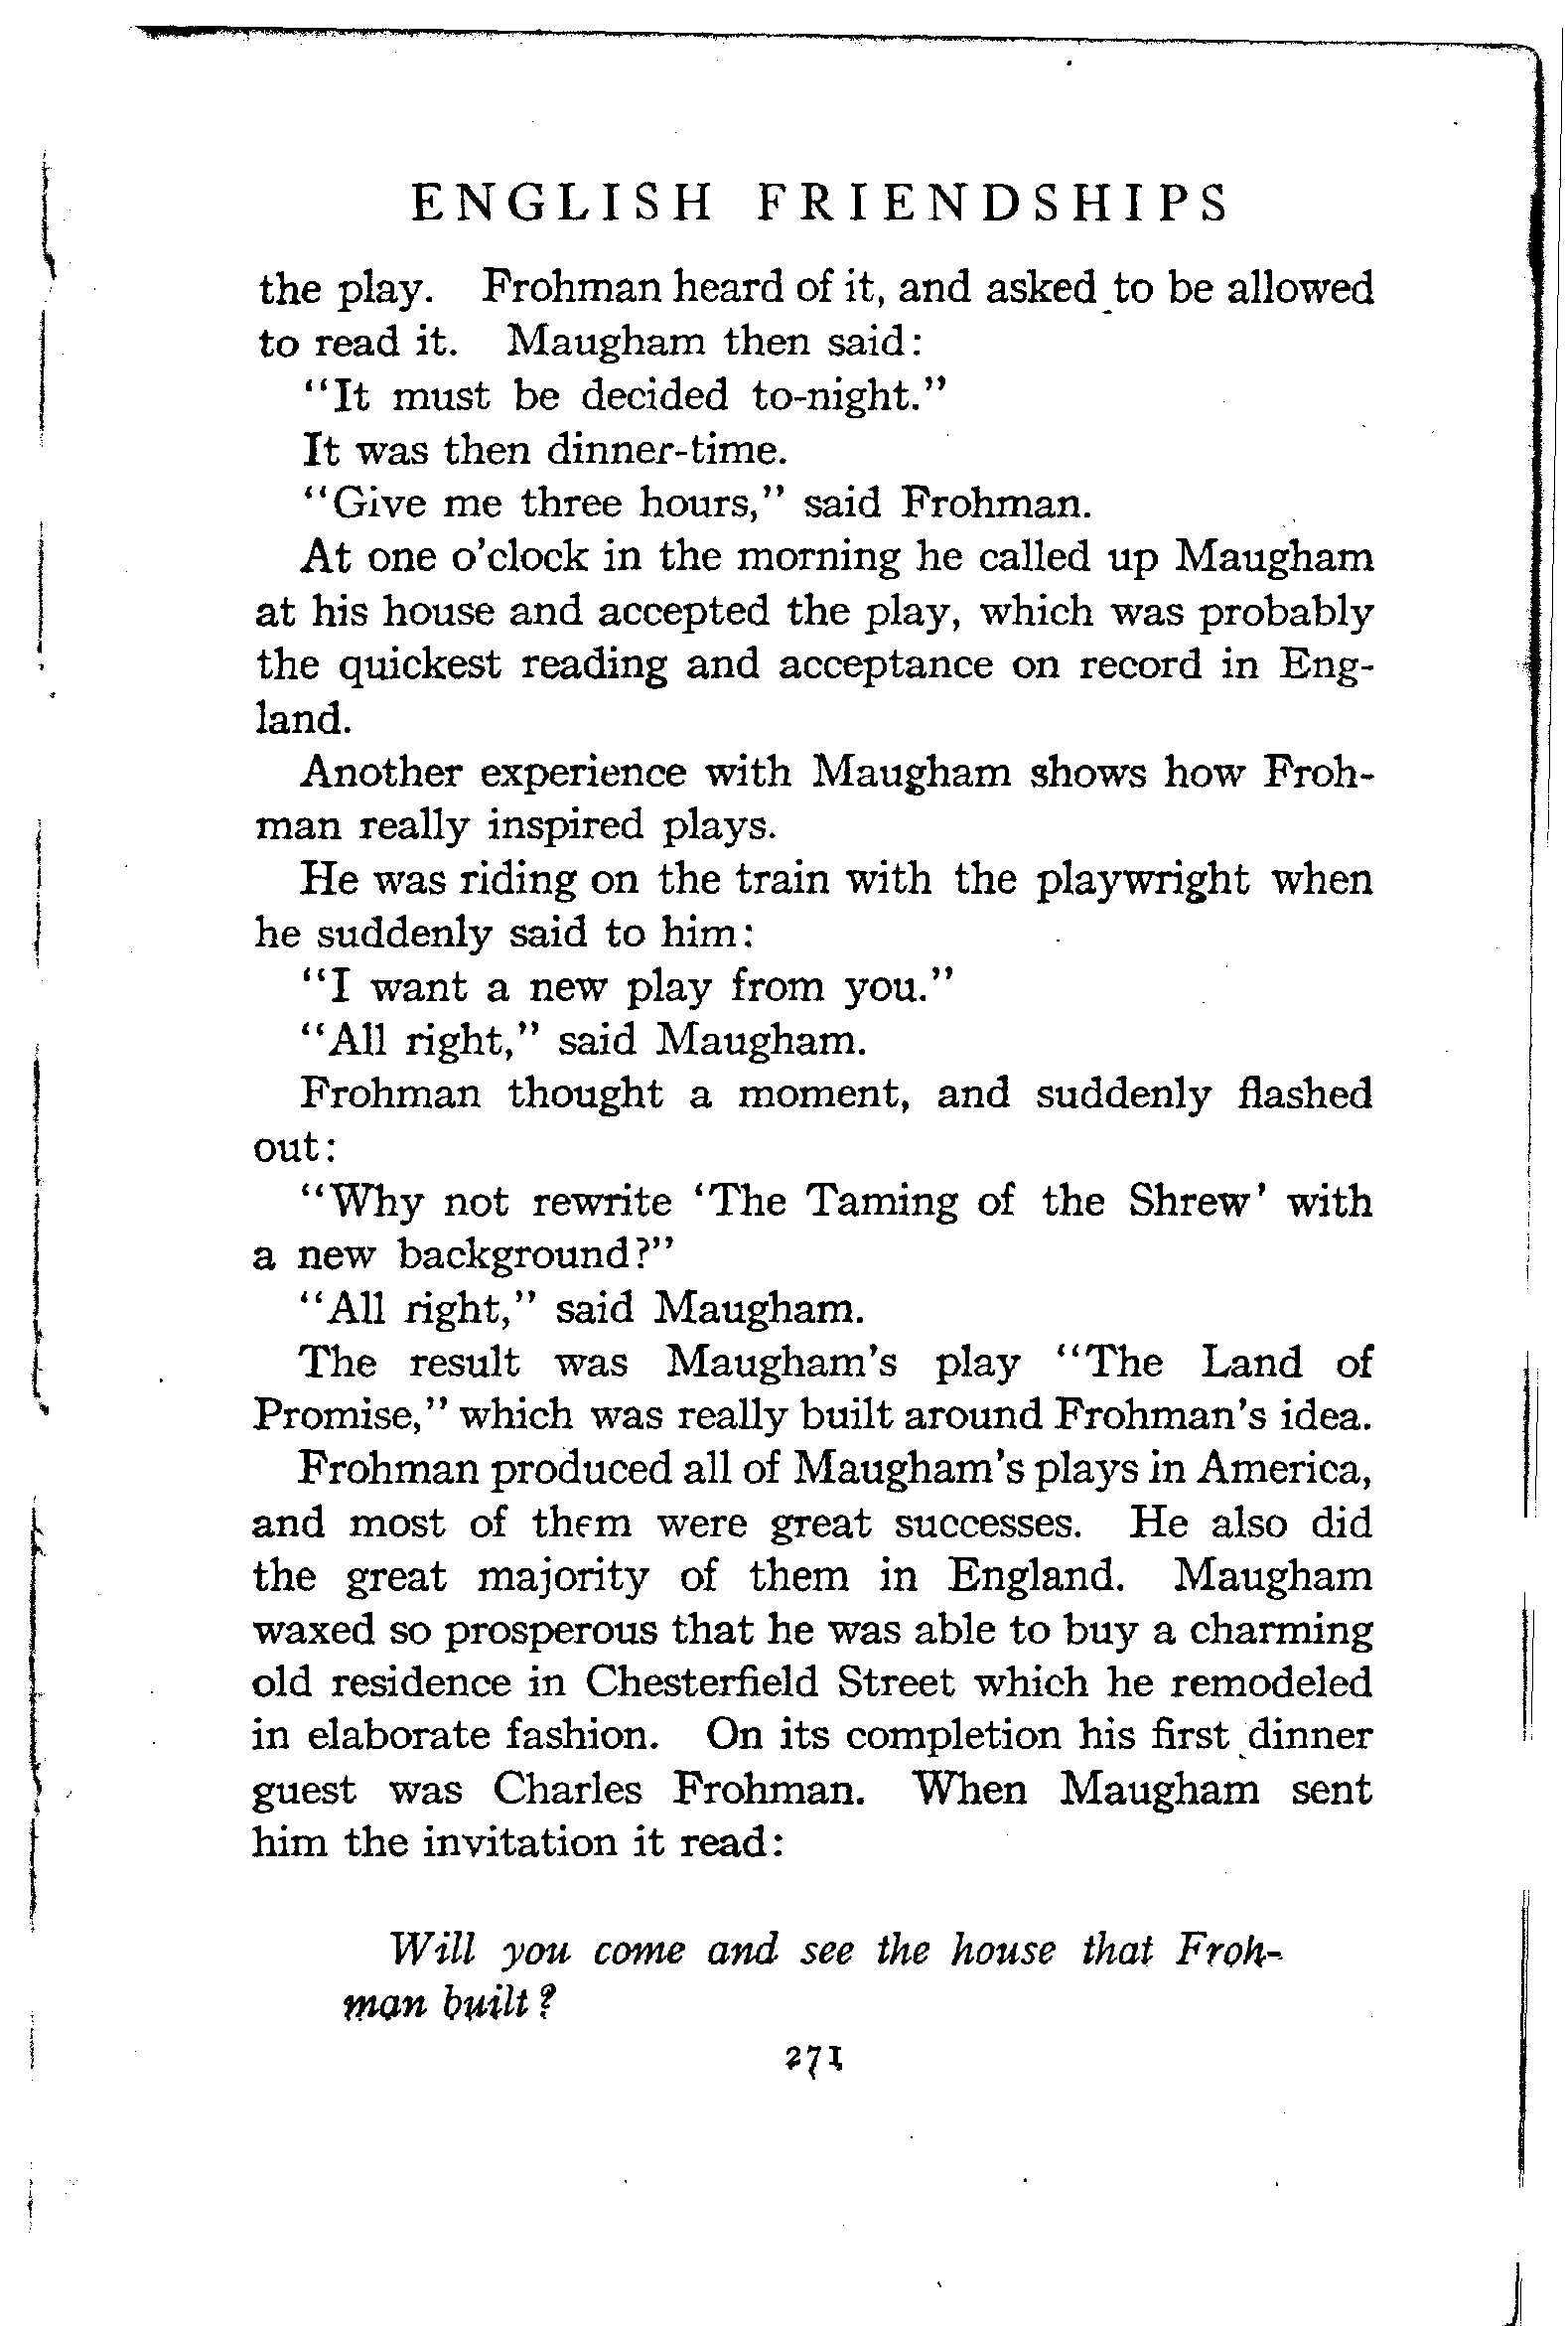 ENGLISH FRIENDSHIPS
the play. Frohman heard of it, and asked to be allowed
to read it. Maugham then said:
"It must be decided to-night."
It was then dinner-time.
"Give me three hours," said Frohman.
At one o'clock in the morning he called up Maugham
at his house and accepted the play, which was probably
the quickest reading and acceptance on record in Eng-
land.
Another experience with Maugham shows how Froh-
man really inspired plays.
He was riding on the train with the playwright when
he suddenly said to him:
"I want a new play from you."
"All right," said Maugham.
Frohman thought a moment, and suddenly flashed
out:
"Why not rewrite 'The Taming of the Shrew' with
a new background?"
"All right," said Maugham.
The result was Maugham's play "The Land of
Promise," which was really built around Frohman's idea.
Frohman produced all of Maugham's plays in America,
and most of them were great successes. He also did
the great majority of them in England. Maugham
waxed so prosperous that he was able to buy a charming
old residence in Chesterfield Street which he remodeled
in elaborate fashion. On its completion his first dinner
guest was Charles Frohman. When Maugham sent
him the invitation it read:
Will you come and see the house that Froh-
man built?
271